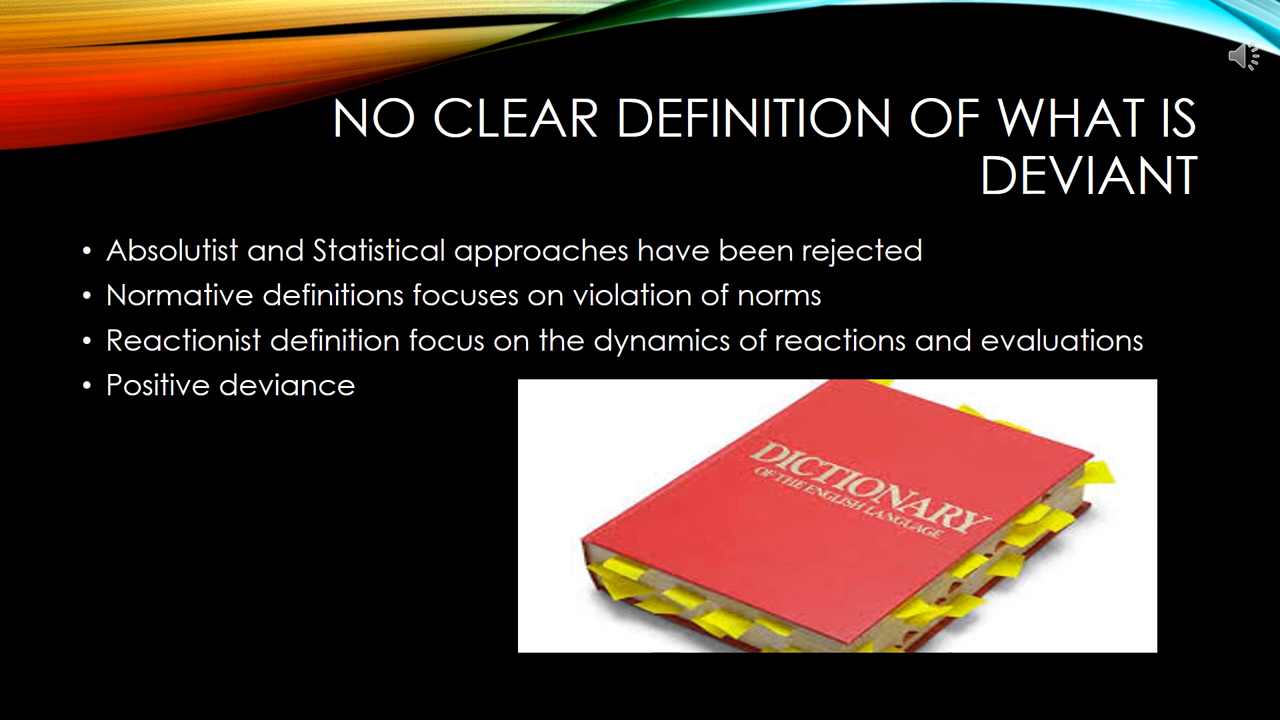 NO CLEAR DEFINITION OF WHAT IS
DEVIANT
• Absolutist and Statistical approaches have been rejected
• Normative definitions focuses on violation of norms
• Reactionist definition focus on the dynamics of reactions and evaluations
• Positive deviance
DICTIONARY
OF THE ENGLISH LANGUAGE